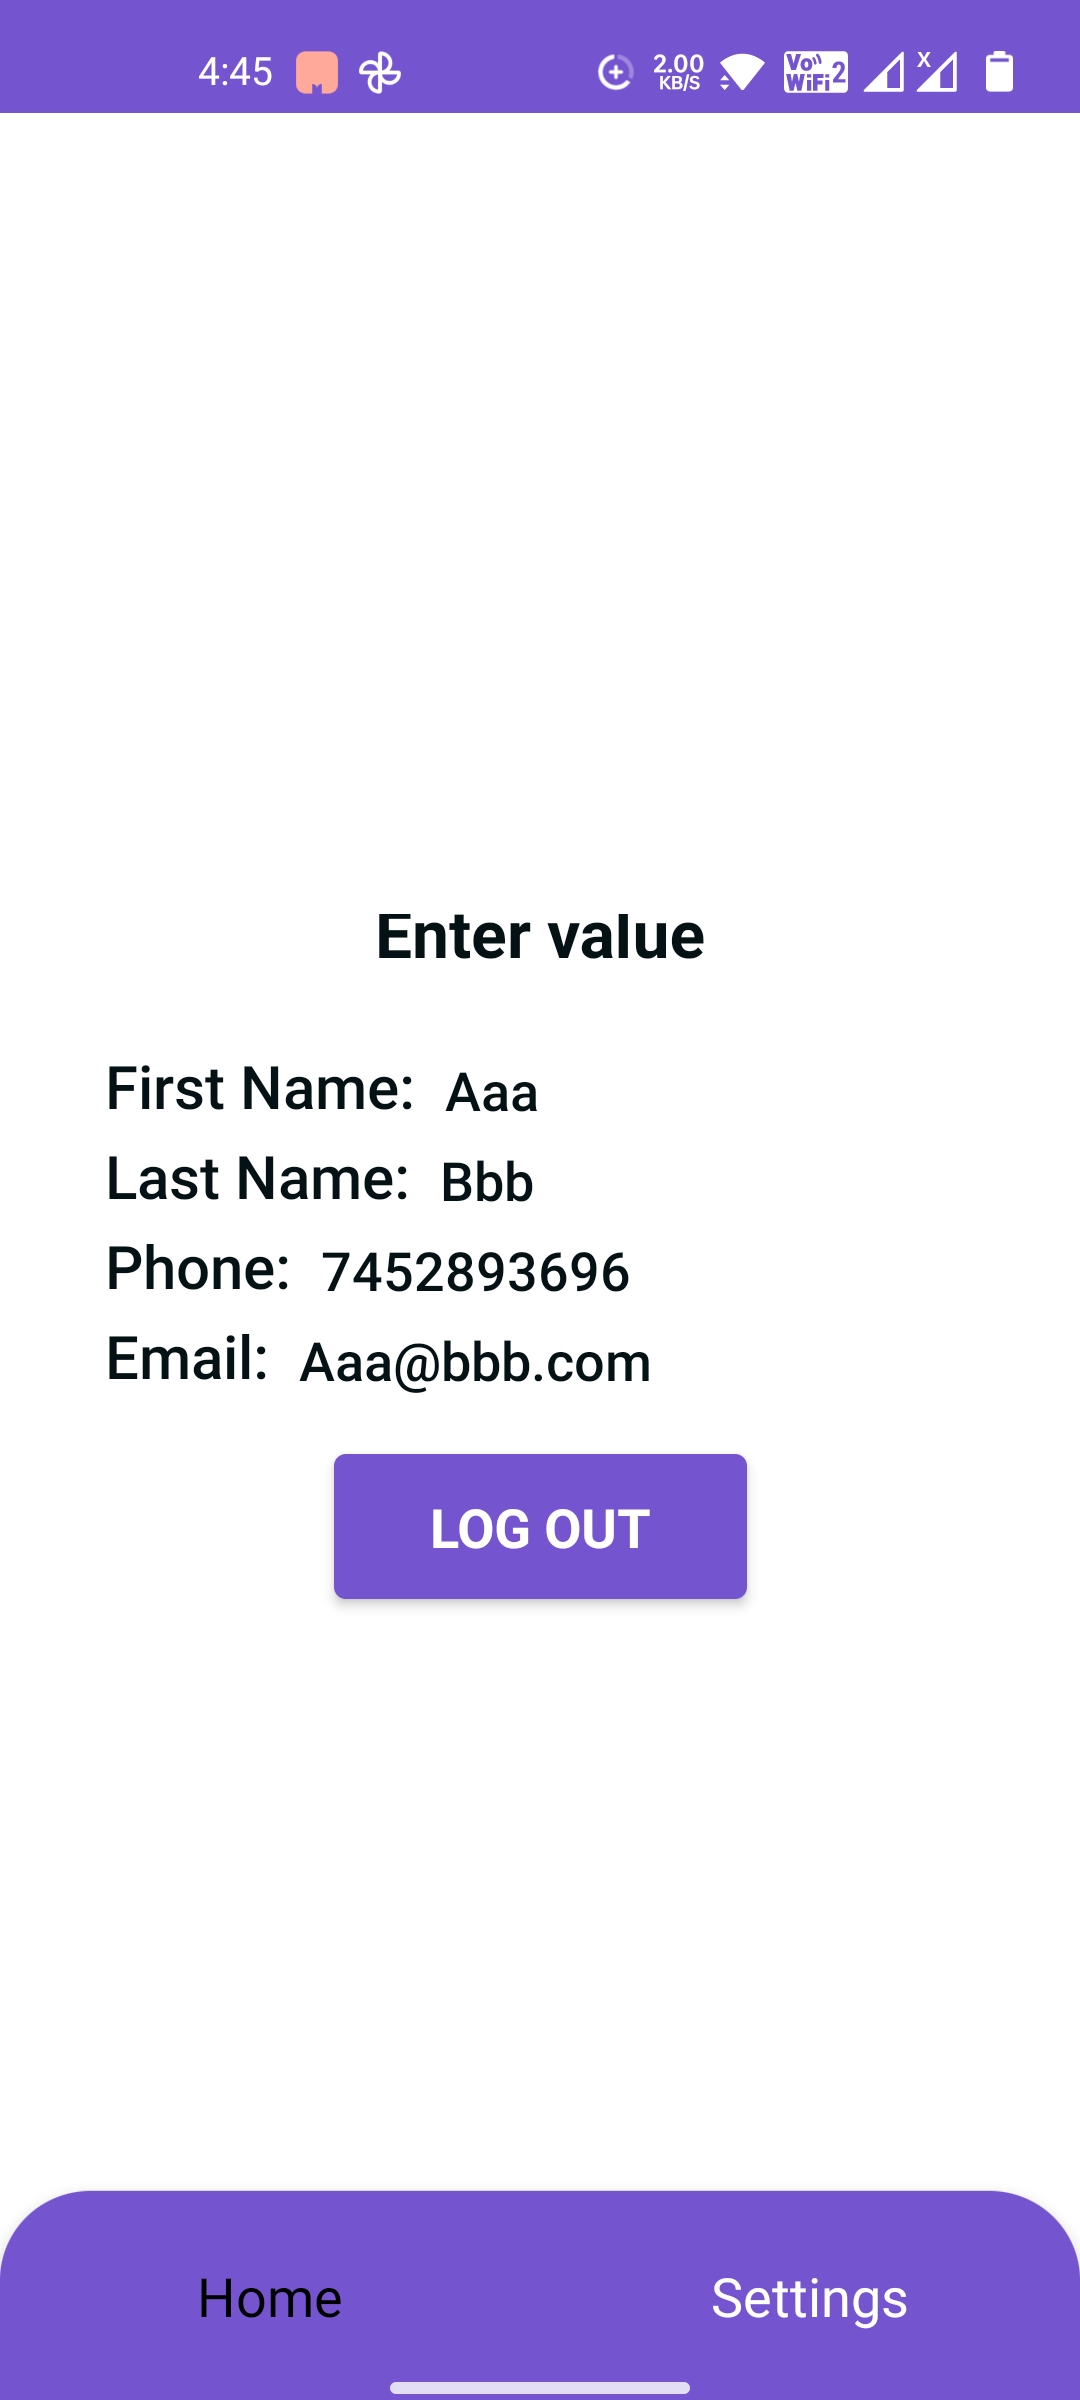 4:45 2.00 KB/S Vo WiFi 2 X
Enter value
First Name: Aaa
Last Name: Bbb
Phone: 7452893696
Email: Aaa@bbb.com
LOG OUT
Home Settings